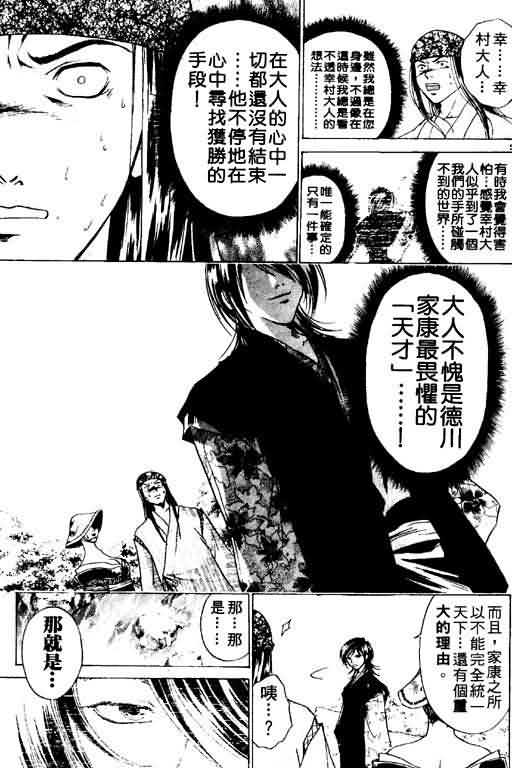 幸……幸
村大人…
雖然我總是在您
身邊，不過像在
這時候我總是看
不透幸村大人的
想法……
在大人的心中一
切都還沒有結束
……他不停地在
心中尋找獲勝的
手段！
有時我會覺得害
怕…感覺幸村大
人似乎到了一個
我們的手所碰觸
不到的世界……
唯一能確定的
只有一件事…
大人不愧是德川
家康最畏懼的
「天才」……！
而且，家康之所
以不能完全統一
天下…還有個重
大的理由。
咦
…？
那…那
是…
那就是…